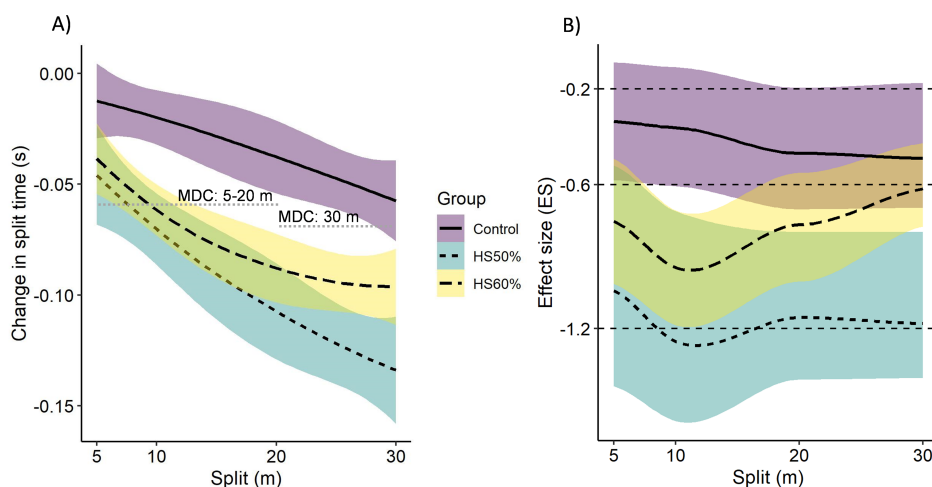 A)
Change in split time (s)
0.00
-0.05
-0.10
-0.15
MDC: 5-20 m
MDC: 30 m
5 10 20 30
Split (m)
Group
Control
HS50%
HS60%
B)
Effect size (ES)
-0.2
-0.6
-1.2
5 10 20 30
Split (m)